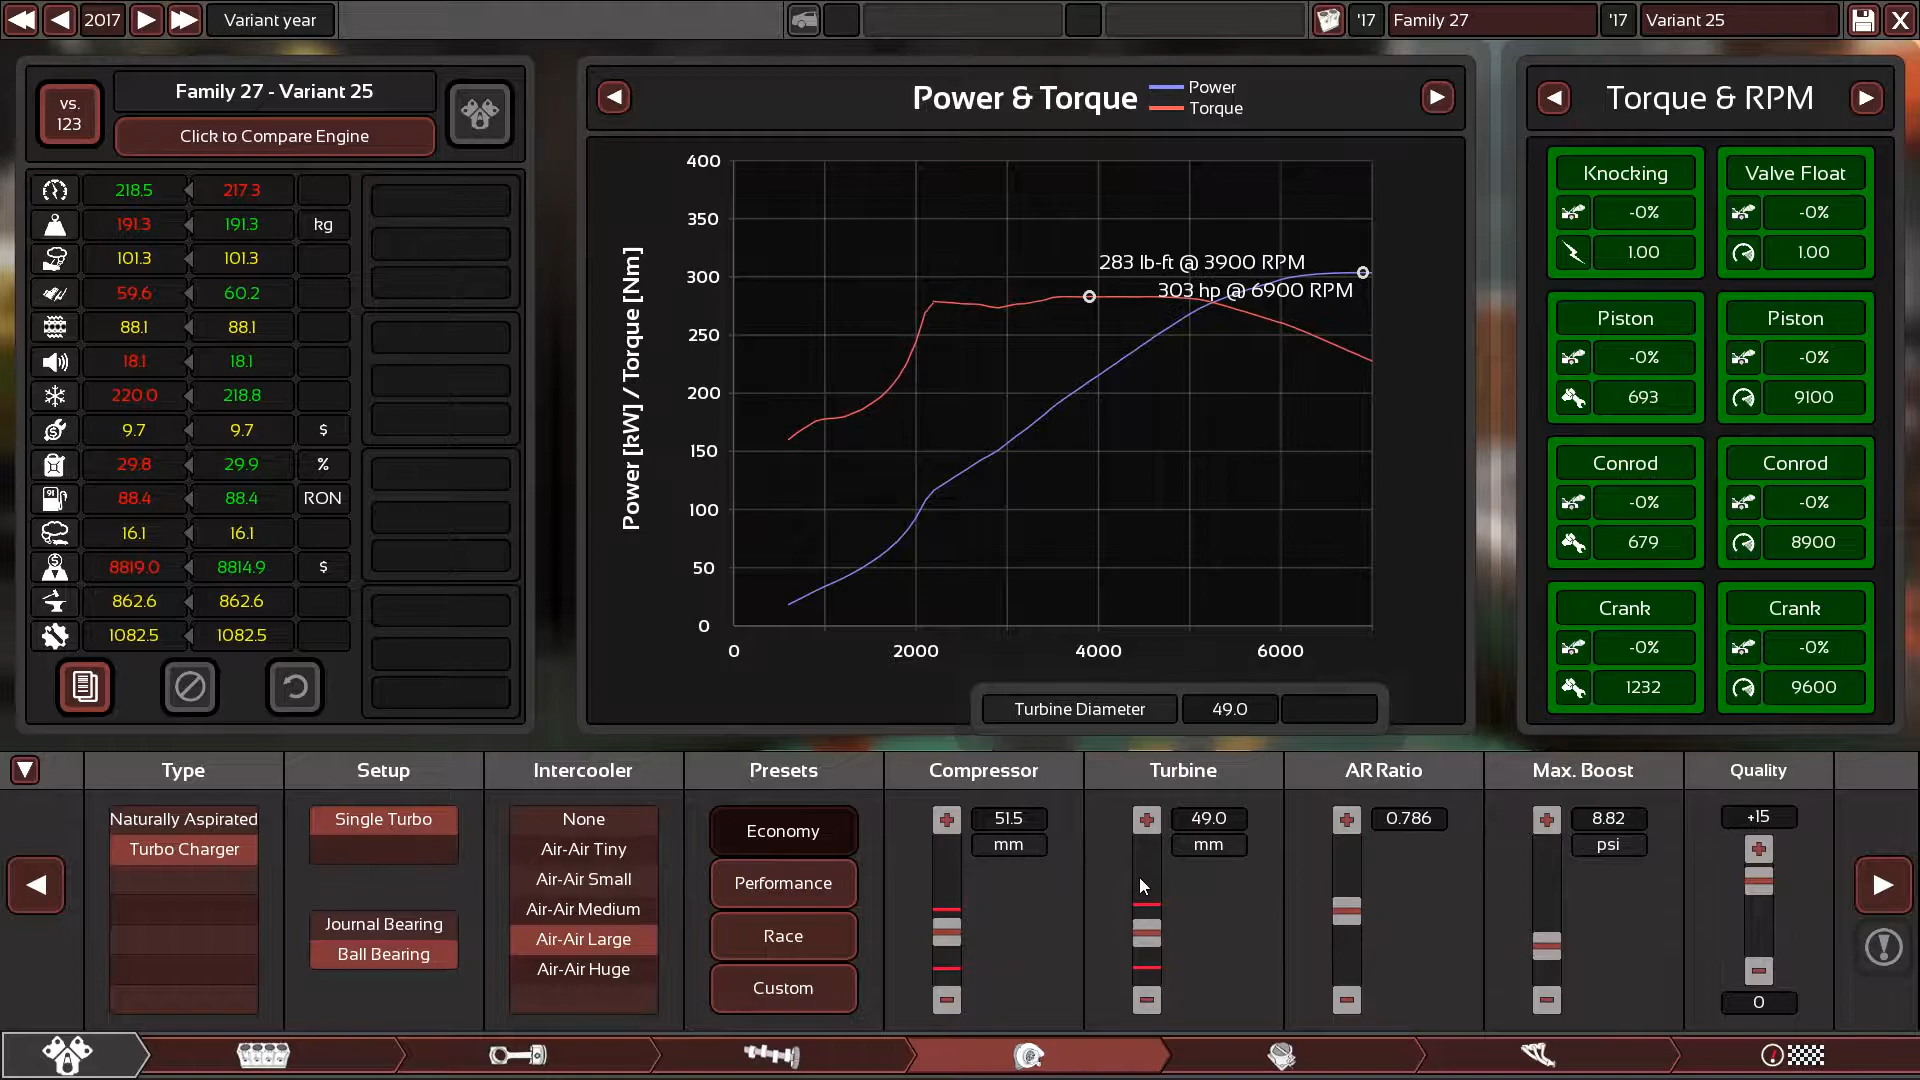 2017
Variant year
'17
Family 27
'17
Variant 25
vs.
123
Family 27 - Variant 25
Click to Compare Engine
218.5 217.3
191.3 191.3 kg
101.3 101.3
59.6 60.2
88.1 88.1
18.1 18.1
220.0 218.8
9.7 9.7 $
29.8 29.9 %
91
88.4 88.4 RON
16.1 16.1
8819.0 8814.9 $
862.6 862.6
1082.5 1082.5
Power & Torque
Power
Torque
Power [kW] / Torque [Nm]
400
350
300
250
200
150
100
50
0
0 2000 4000 6000
283 lb-ft @ 3900 RPM
303 hp @ 6900 RPM
Turbine Diameter 49.0
Torque & RPM
Knocking
-0%
1.00
Valve Float
-0%
1.00
Piston
-0%
693
Piston
-0%
9100
Conrod
-0%
679
Conrod
-0%
8900
Crank
-0%
1232
Crank
-0%
9600
Type
Naturally Aspirated
Turbo Charger
Setup
Single Turbo
Journal Bearing
Ball Bearing
Intercooler
None
Air-Air Tiny
Air-Air Small
Air-Air Medium
Air-Air Large
Air-Air Huge
Presets
Economy
Performance
Race
Custom
Compressor
51.5
mm
Turbine
49.0
mm
AR Ratio
0.786
Max. Boost
8.82
psi
Quality
+15
0